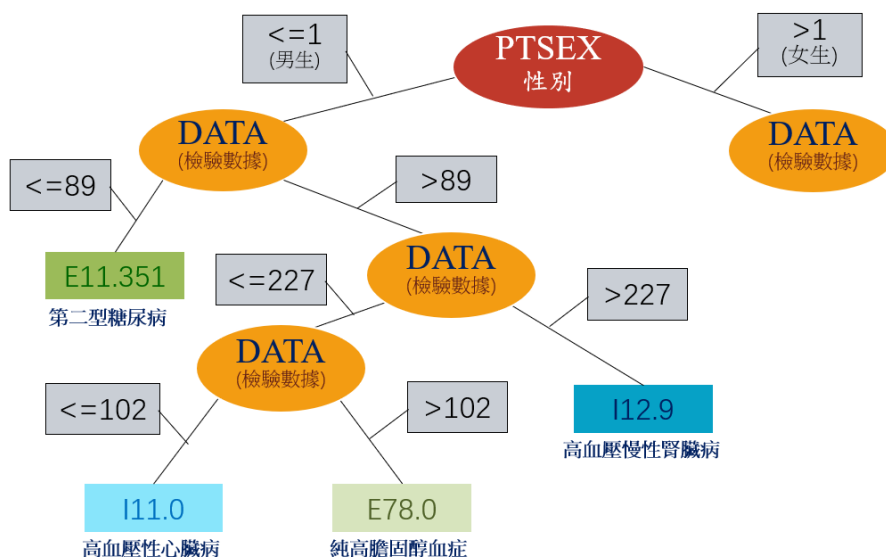 <=1
(男生)
PTSEX
性別
>1
(女生)
DATA
(檢驗數據)
DATA
(檢驗數據)
<=89
>89
E11.351
第二型糖尿病
<=227
DATA
(檢驗數據)
>227
DATA
(檢驗數據)
<=102
>102
I12.9
高血壓慢性腎臟病
I11.0
高血壓性心臟病
E78.0
純高膽固醇血症